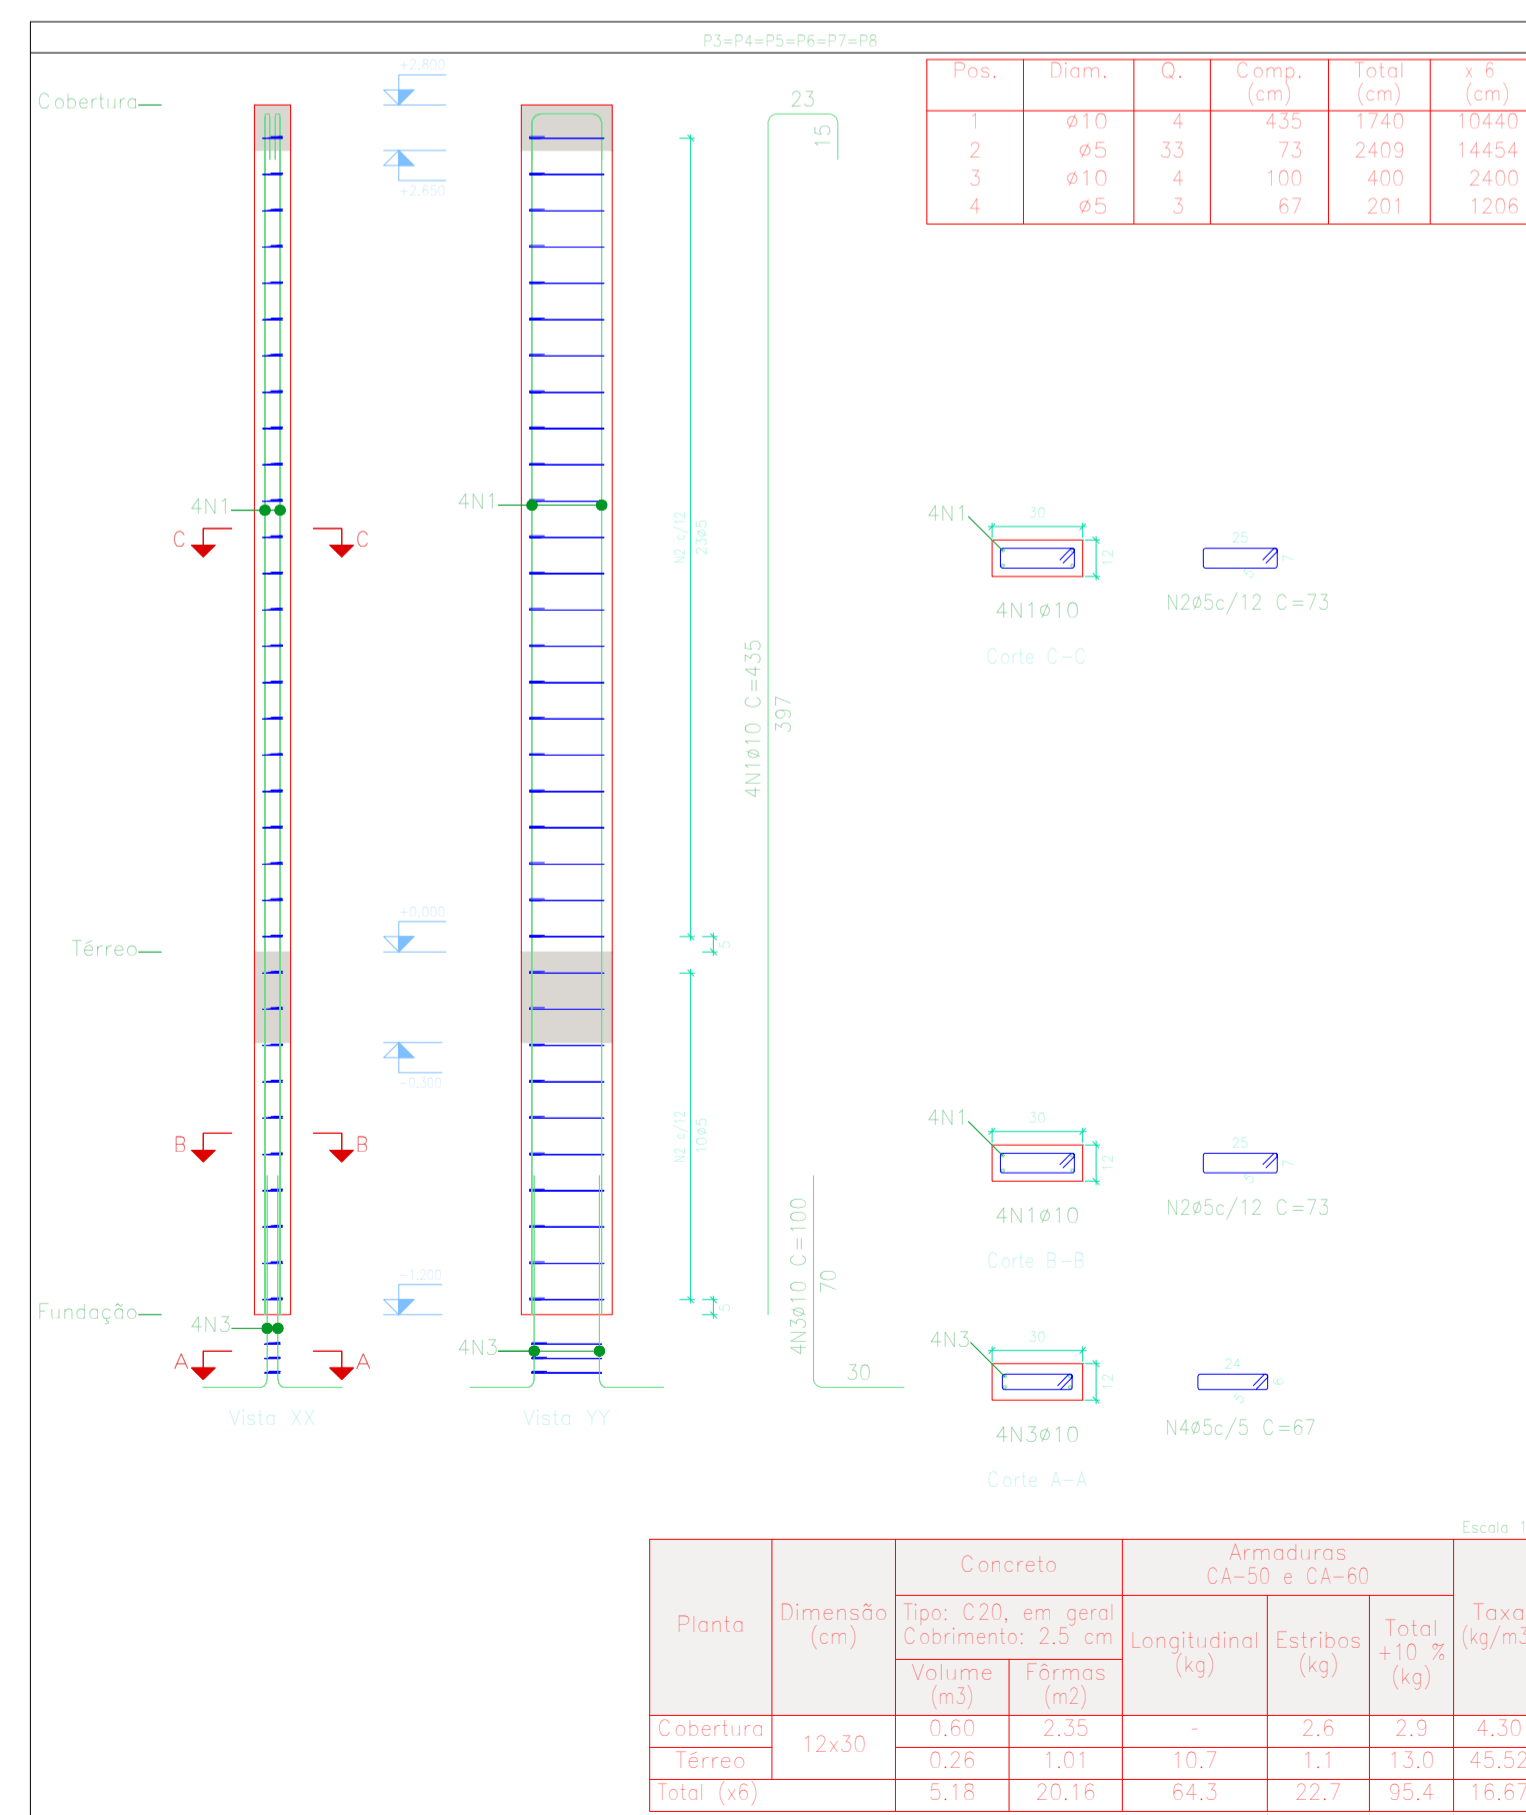 P3=P4=P5=P6=P7=P8
Pos. Diam. Q. Comp. (cm) Total (cm) x 6 (cm)
1 ø10 4 435 1740 10440
2 ø5 33 73 2409 14454
3 ø10 4 100 400 2400
4 ø5 3 67 201 1206
Cobertura
+2.800
+2.650
23
15
4N1
4N1
C C
N2 c/12
23ø5
4N1ø10 C=435
397
4N1
30
12
4N1ø10
Corte C-C
25
7
5
N2ø5c/12 C=73
Térreo
+0.000
5
-0.300
B B
N2 c/12
10ø5
4N1
30
12
4N1ø10
Corte B-B
25
7
5
N2ø5c/12 C=73
Fundação
-1.200
5
4N3
4N3
A A
4N3ø10 C=100
70
30
4N3
30
12
4N3ø10
Corte A-A
24
6
5
N4ø5c/5 C=67
Vista XX
Vista YY
Escala 1
Planta
Dimensão
(cm)
Concreto
Tipo: C20, em geral
Cobrimento: 2.5 cm
Volume
(m3)
Fôrmas
(m2)
Armaduras
CA-50 e CA-60
Longitudinal
(kg)
Estribos
(kg)
Total
+10 %
(kg)
Taxa
(kg/m3
Cobertura 12x30 0.60 2.35 - 2.6 2.9 4.30
Térreo 0.26 1.01 10.7 1.1 13.0 45.52
Total (x6) 5.18 20.16 64.3 22.7 95.4 16.67